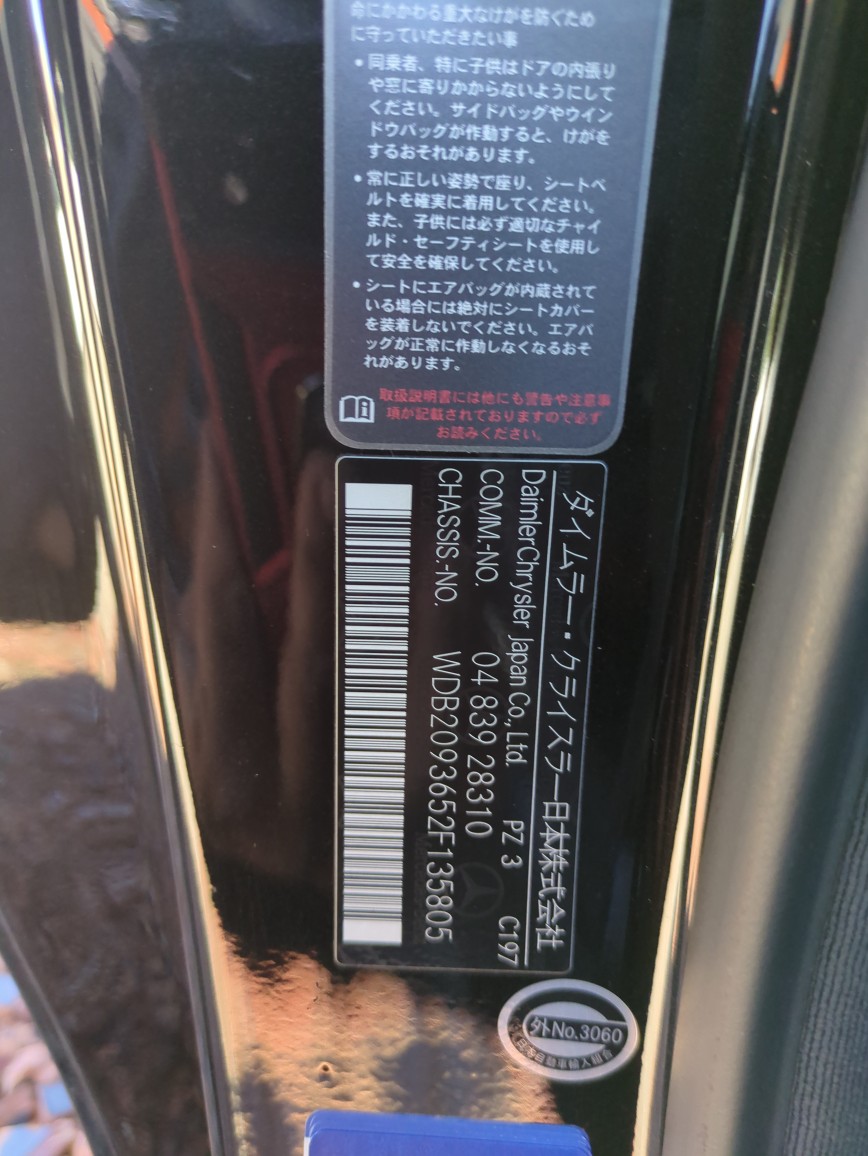 命にかかわる重大なけがを防ぐため
に守っていただきたい事
• 同乗者、特に子供はドアの内張り
や窓に寄りかからないようにして
ください。サイドバッグやウイン
ドウバッグが作動すると、けがを
するおそれがあります。
• 常に正しい姿勢で座り、シートベ
ルトを確実に着用してください。
また、子供には必ず適切なチャイ
ルド・セーフティシートを使用し
て安全を確保してください。
• シートにエアバッグが内蔵されて
いる場合には絶対にシートカバー
を装着しないでください。エアバ
ッグが正常に作動しなくなるおそ
れがあります。
取扱説明書には他にも警告や注意事
項が記載されておりますので必ず
お読みください。
ダイムラー・クライスラー日本株式会社
DaimlerChrysler Japan Co., Ltd. PZ 3 C197
COMM.-NO. 04 839 28310
CHASSIS.-NO. WDB2093652F135805
外No.3060
自動車輸入組合